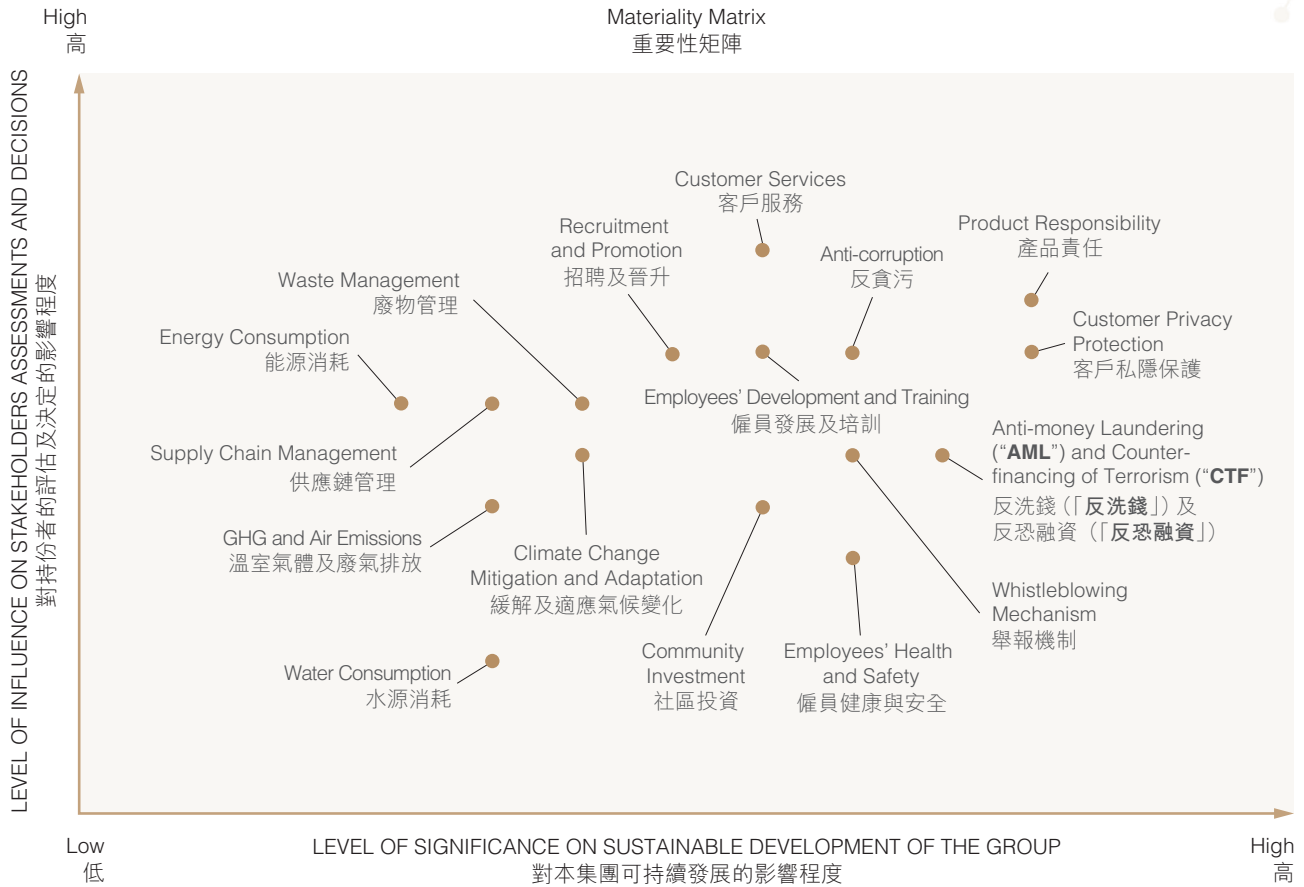 High
高
Materiality Matrix
重要性矩陣
LEVEL OF INFLUENCE ON STAKEHOLDERS ASSESSMENTS AND DECISIONS
對持份者的評估及決定的影響程度
Customer Services
客戶服務
Recruitment
and Promotion
招聘及晉升
Anti-corruption
反貪污
Product Responsibility
產品責任
Waste Management
廢物管理
Energy Consumption
能源消耗
Customer Privacy
Protection
客戶私隱保護
Employees' Development and Training
僱員發展及培訓
Supply Chain Management
供應鏈管理
Anti-money Laundering
(“AML”) and Counter-
financing of Terrorism (“CTF”)
反洗錢(「反洗錢」)及
反恐融資(「反恐融資」)
GHG and Air Emissions
溫室氣體及廢氣排放
Climate Change
Mitigation and Adaptation
緩解及適應氣候變化
Whistleblowing
Mechanism
舉報機制
Water Consumption
水源消耗
Community
Investment
社區投資
Employees' Health
and Safety
僱員健康與安全
Low
低
LEVEL OF SIGNIFICANCE ON SUSTAINABLE DEVELOPMENT OF THE GROUP
對本集團可持續發展的影響程度
High
高